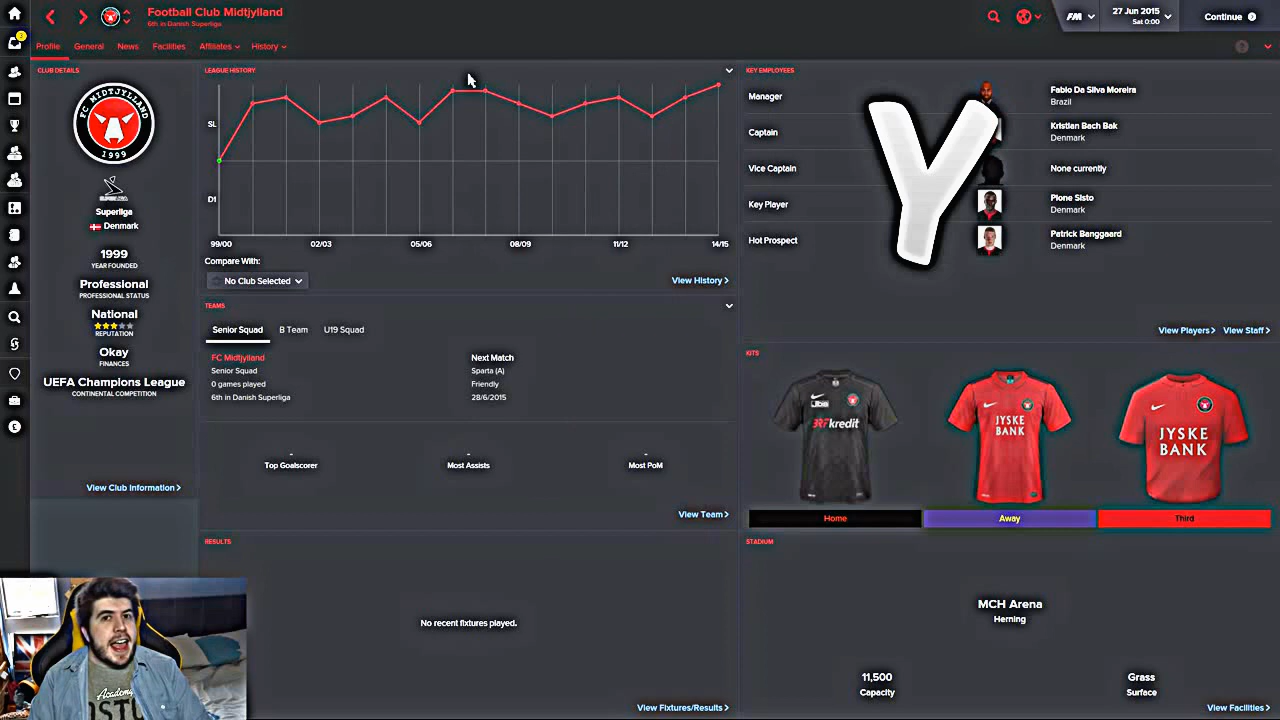 Football Club Midtjylland
6th in Danish Superliga
FM
27 Jun 2015
Sat 0:00
Continue
Profile
General
News
Facilities
Affiliates
History
CLUB DETAILS
FC MIDTJYLLAND
1999
SUPERLIGA
Superliga
Denmark
1999
YEAR FOUNDED
Professional
PROFESSIONAL STATUS
National
REPUTATION
Okay
FINANCES
UEFA Champions League
CONTINENTAL COMPETITION
View Club Information >
LEAGUE HISTORY
SL
D1
99/00 02/03 05/06 08/09 11/12 14/15
Compare With:
No Club Selected
View History >
TEAMS
Senior Squad B Team U19 Squad
FC Midtjylland
Senior Squad
0 games played
6th in Danish Superliga
Next Match
Sparta (A)
Friendly
28/6/2015
-
Top Goalscorer
-
Most Assists
-
Most PoM
View Team >
RESULTS
No recent fixtures played.
View Fixtures/Results >
KEY EMPLOYEES
Manager
Fabio Da Silva Moreira
Brazil
Captain
Kristian Bach Bak
Denmark
Vice Captain
None currently
Key Player
Pione Sisto
Denmark
Hot Prospect
Patrick Banggaard
Denmark
Y
View Players > View Staff >
KITS
BRFkredit
JYSKE
BANK
JYSKE
BANK
Home
Away
Third
STADIUM
MCH Arena
Herning
11,500
Capacity
Grass
Surface
View Facilities >
Academy